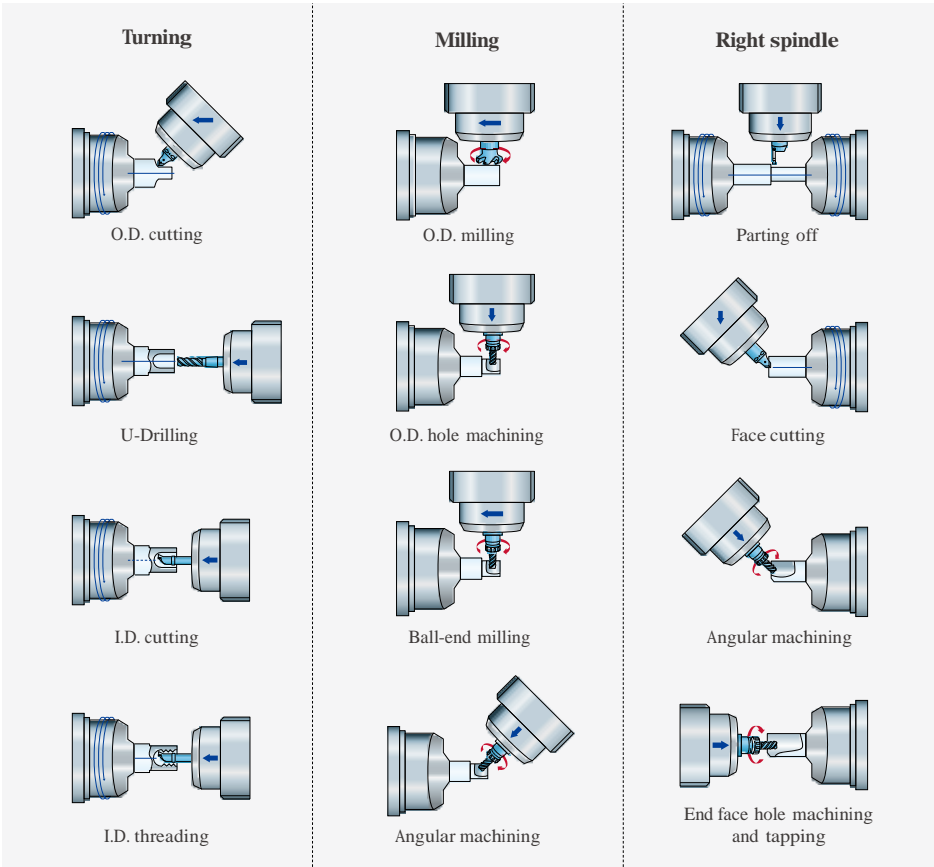 Turning
O.D. cutting
U-Drilling
I.D. cutting
I.D. threading
Milling
O.D. milling
O.D. hole machining
Ball-end milling
Angular machining
Right spindle
Parting off
Face cutting
Angular machining
End face hole machining
and tapping